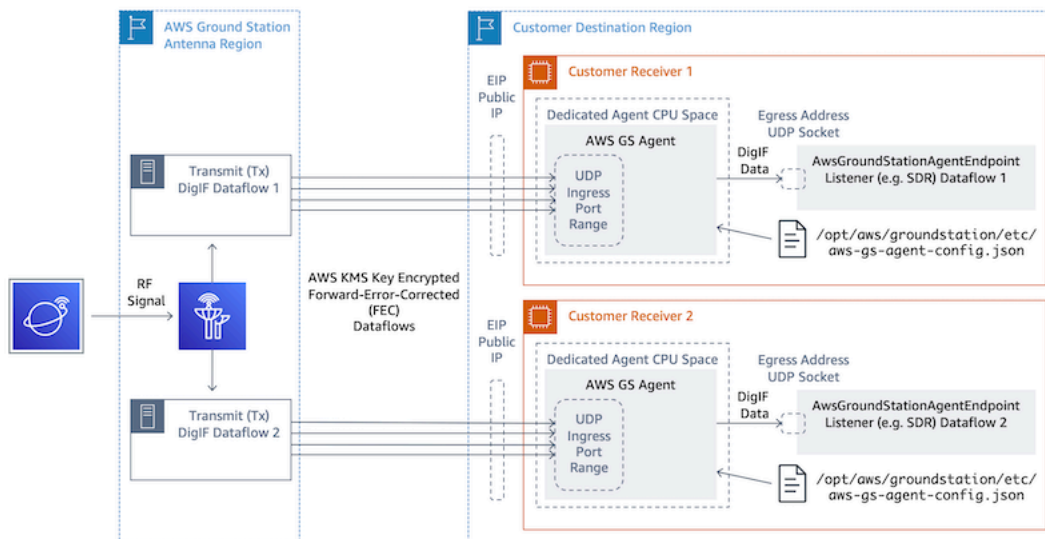 AWS Ground Station
Antenna Region
Customer Destination Region
EIP
Public
IP
Customer Receiver 1
Dedicated Agent CPU Space
AWS GS Agent
UDP
Ingress
Port
Range
Egress Address
UDP Socket
DigIF
Data
AwsGroundStationAgentEndpoint
Listener (e.g. SDR) Dataflow 1
/opt/aws/groundstation/etc/
aws-gs-agent-config.json
Transmit (Tx)
DigIF Dataflow 1
RF
Signal
AWS KMS Key Encrypted
Forward-Error-Corrected
(FEC)
Dataflows
Transmit (Tx)
DigIF Dataflow 2
EIP
Public
IP
Customer Receiver 2
Dedicated Agent CPU Space
AWS GS Agent
UDP
Ingress
Port
Range
Egress Address
UDP Socket
DigIF
Data
AwsGroundStationAgentEndpoint
Listener (e.g. SDR) Dataflow 2
/opt/aws/groundstation/etc/
aws-gs-agent-config.json